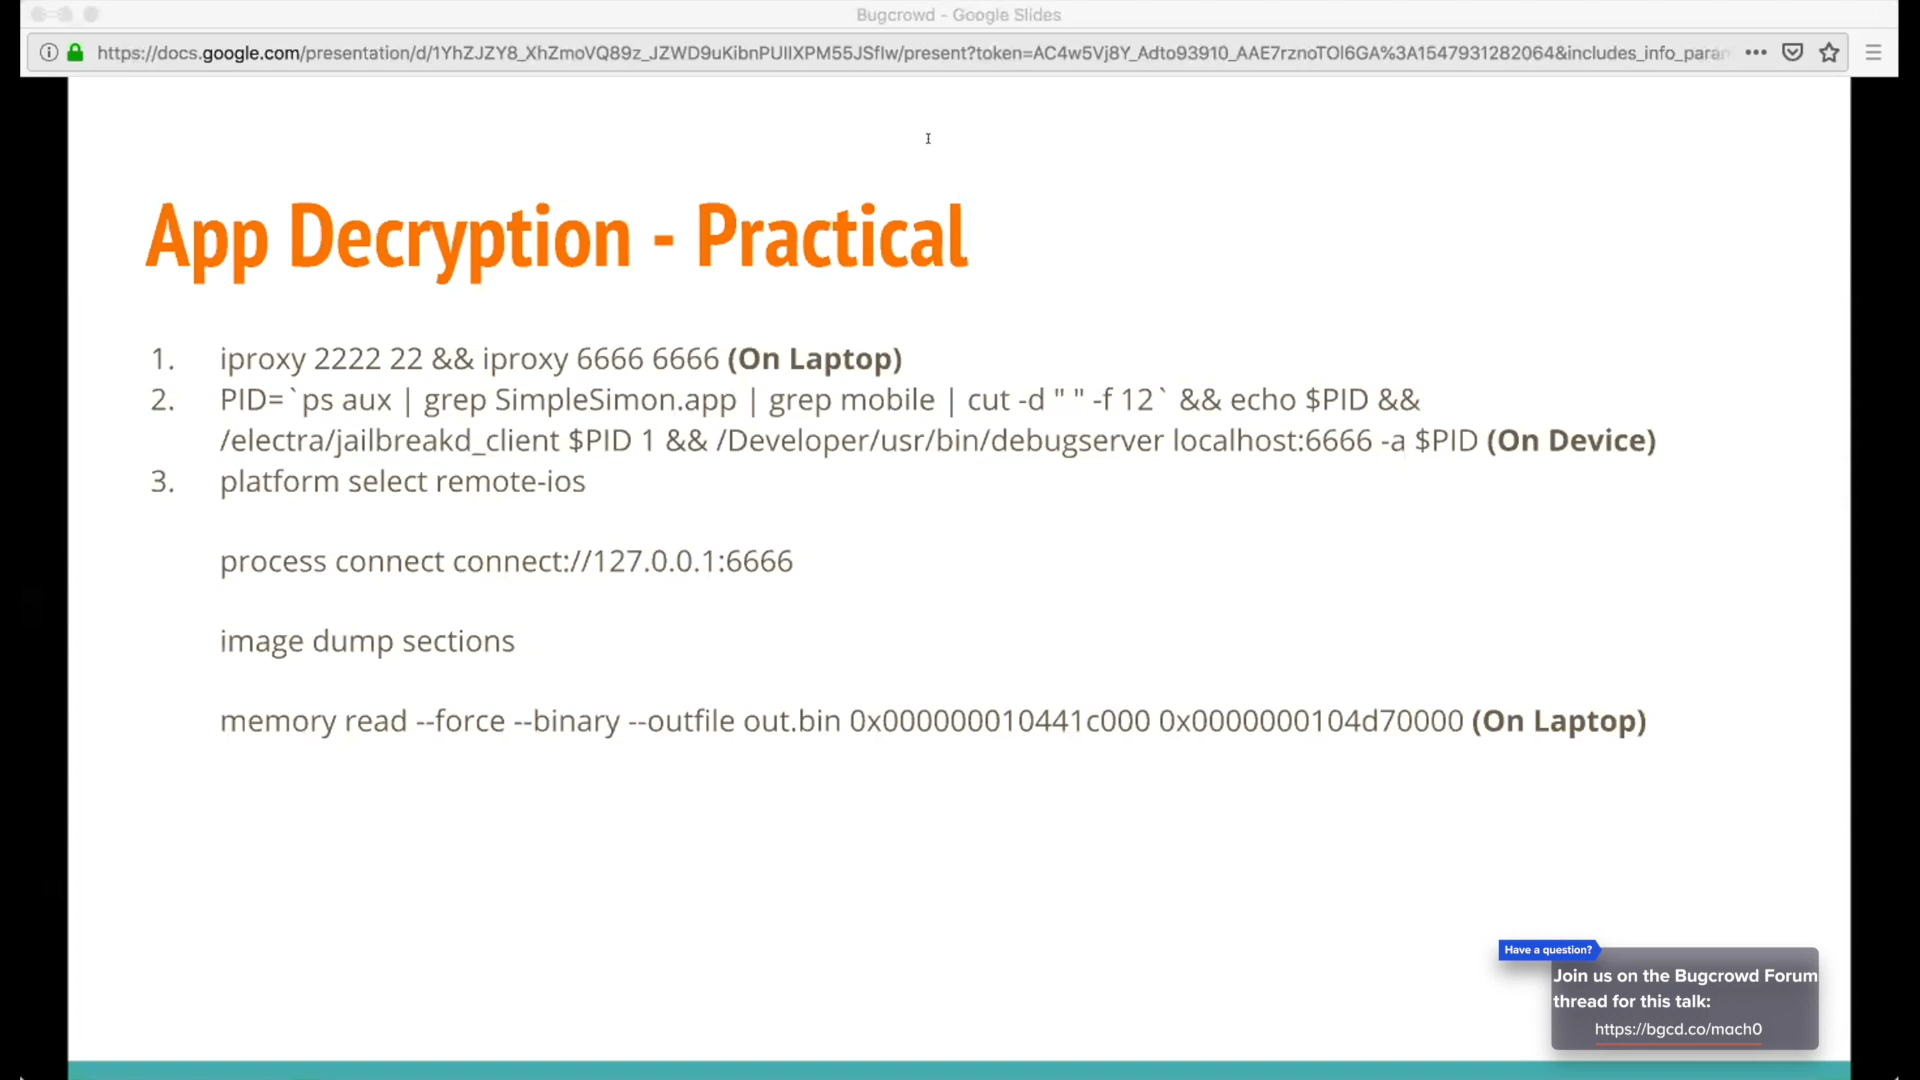 Bugcrowd - Google Slides
https://docs.google.com/presentation/d/1YhZJZY8_XhZmoVQ89z_JZWD9uKibnPUIlXPM55JSflw/present?token=AC4w5Vj8Y_Adto93910_AAE7rznoTOl6GA%3A1547931282064&includes_info_param
App Decryption - Practical
1. iproxy 2222 22 && iproxy 6666 6666 (On Laptop)
2. PID=`ps aux | grep SimpleSimon.app | grep mobile | cut -d " " -f 12` && echo $PID &&
/electra/jailbreakd_client $PID 1 && /Developer/usr/bin/debugserver localhost:6666 -a $PID (On Device)
3. platform select remote-ios
process connect connect://127.0.0.1:6666
image dump sections
memory read --force --binary --outfile out.bin 0x000000010441c000 0x0000000104d70000 (On Laptop)
Have a question?
Join us on the Bugcrowd Forum
thread for this talk:
https://bgcd.co/mach0